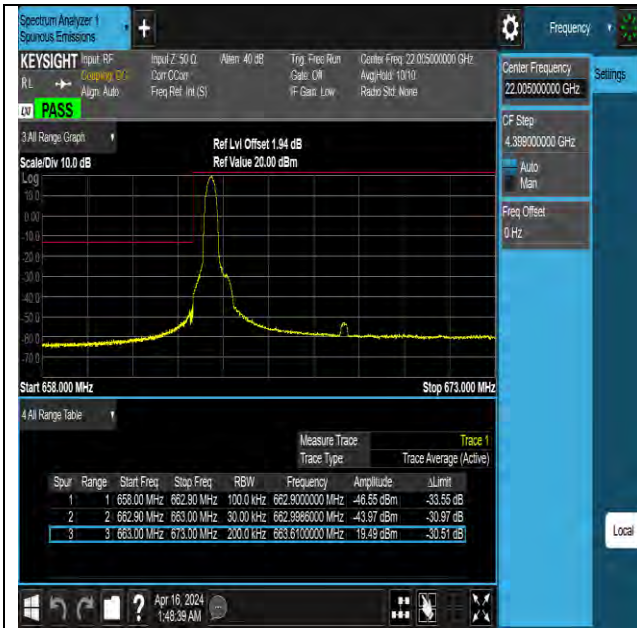 Spectrum Analyzer 1
Spurious Emissions
Frequency
KEYSIGHT Input: RF
Input Z: 50 Ω
Atten: 40 dB
Trig: Free Run
Center Freq: 22.005000000 GHz
RL
Coupling: DC
Corr CCorr
Gate: Off
Avg|Hold: 10/10
Align: Auto
Freq Ref: Int (S)
IF Gain: Low
Radio Std: None
LXI
PASS
Center Frequency
22.005000000 GHz
Settings
CF Step
4.399000000 GHz
Auto
Man
Freq Offset
0 Hz
3 All Range Graph
Ref Lvl Offset 1.94 dB
Scale/Div 10.0 dB
Ref Value 20.00 dBm
Log
10.0
0.00
-10.0
-20.0
-30.0
-40.0
-50.0
-60.0
-70.0
Start 658.000 MHz
Stop 673.000 MHz
4 All Range Table
Measure Trace
Trace 1
Trace Type
Trace Average (Active)
Spur Range Start Freq Stop Freq RBW Frequency Amplitude ΔLimit
1 1 658.00 MHz 662.90 MHz 100.0 kHz 662.9000000 MHz -46.55 dBm -33.55 dB
2 2 662.90 MHz 663.00 MHz 30.00 kHz 662.9986000 MHz -43.97 dBm -30.97 dB
3 3 663.00 MHz 673.00 MHz 200.0 kHz 663.6100000 MHz 19.49 dBm -30.51 dB
Local
?
Apr 16, 2024
1:48:39 AM